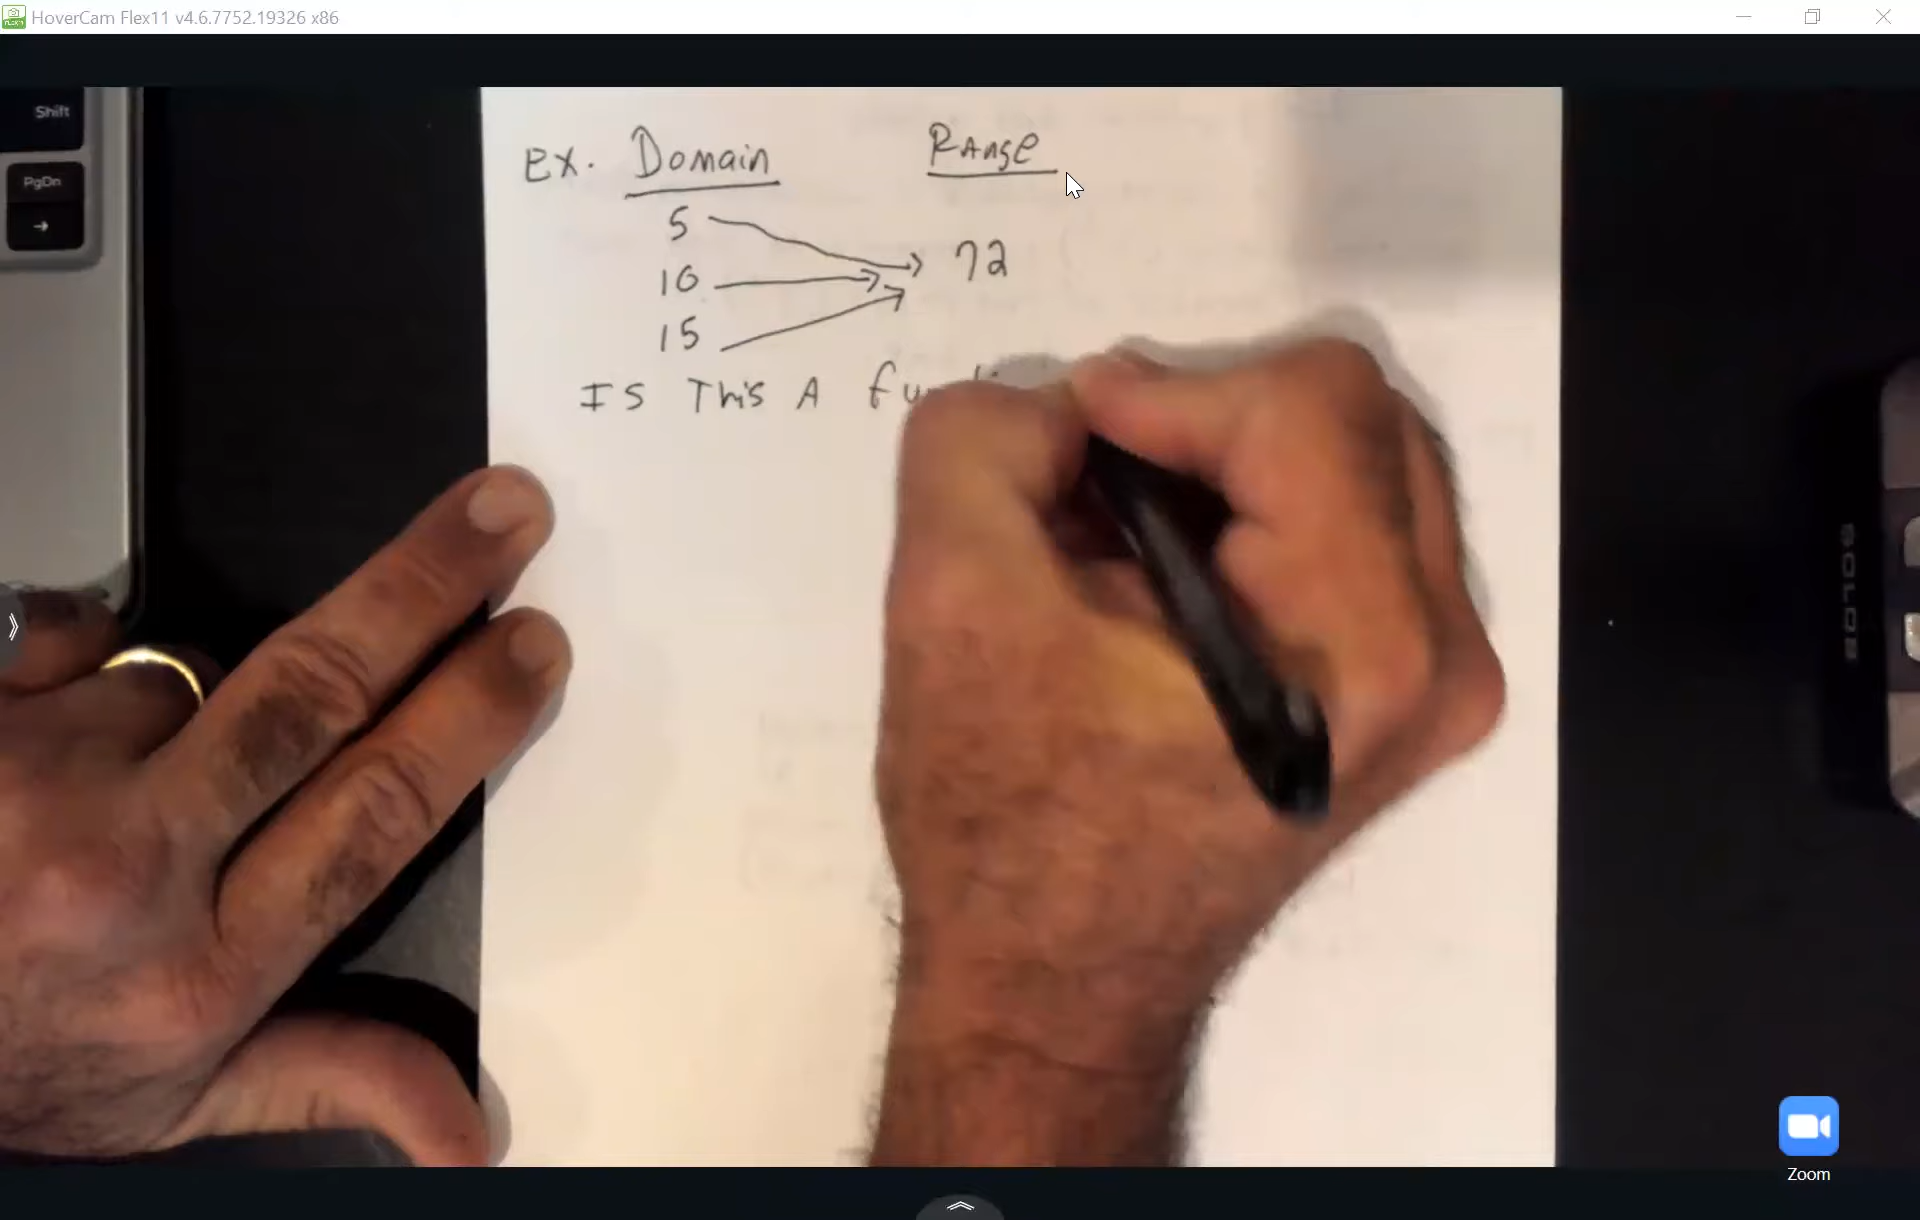 HoverCam Flex11 v4.6.7752.19326 x86
Shift
PgDn
Ex. Domain Range
5
10 72
15
Is This A
SOLOB
Zoom